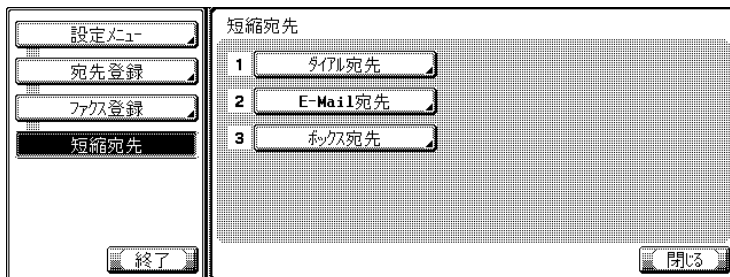 設定メニュー
宛先登録
ファクス登録
短縮宛先
終了
短縮宛先
1 ダイアル宛先
2 E-Mail宛先
3 ボックス宛先
閉じる